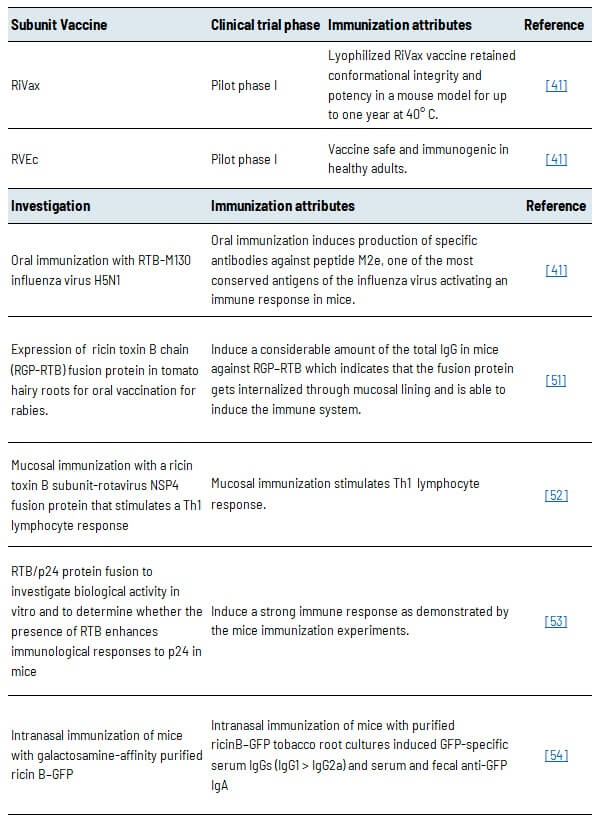 Subunit Vaccine Clinical trial phase Immunization attributes Reference
Lyophilized RiVax vaccine retained
conformational integrity and
RiVax Pilot phase I potency in a mouse model for up [41]
to one year at 40° C.
RVEc Pilot phase I Vaccine safe and immunogenic in [41]
healthy adults.
Investigation Immunization attributes Reference
Oral immunization induces production of specific
Oral immunization with RTB-M130 antibodies against peptide M2e, one of the most [41]
influenza virus H5N1 conserved antigens of the influenza virus activating an
immune response in mice.
Expression of ricin toxin B chain Induce a considerable amount of the total IgG in mice
(RGP-RTB) fusion protein in tomato against RGP–RTB which indicates that the fusion protein [51]
hairy roots for oral vaccination for gets internalized through mucosal lining and is able to
rabies. induce the immune system.
Mucosal immunization with a ricin
toxin B subunit-rotavirus NSP4 Mucosal immunization stimulates Th1 lymphocyte [52]
fusion protein that stimulates a Th1 response.
lymphocyte response
RTB/p24 protein fusion to
investigate biological activity in
vitro and to determine whether the Induce a strong immune response as demonstrated by [53]
presence of RTB enhances the mice immunization experiments.
immunological responses to p24 in
mice
Intranasal immunization of mice with purified
Intranasal immunization of mice ricinB–GFP tobacco root cultures induced GFP-specific [54]
with galactosamine-affinity purified serum IgGs (IgG1 > IgG2a) and serum and fecal anti-GFP
ricin B–GFP IgA